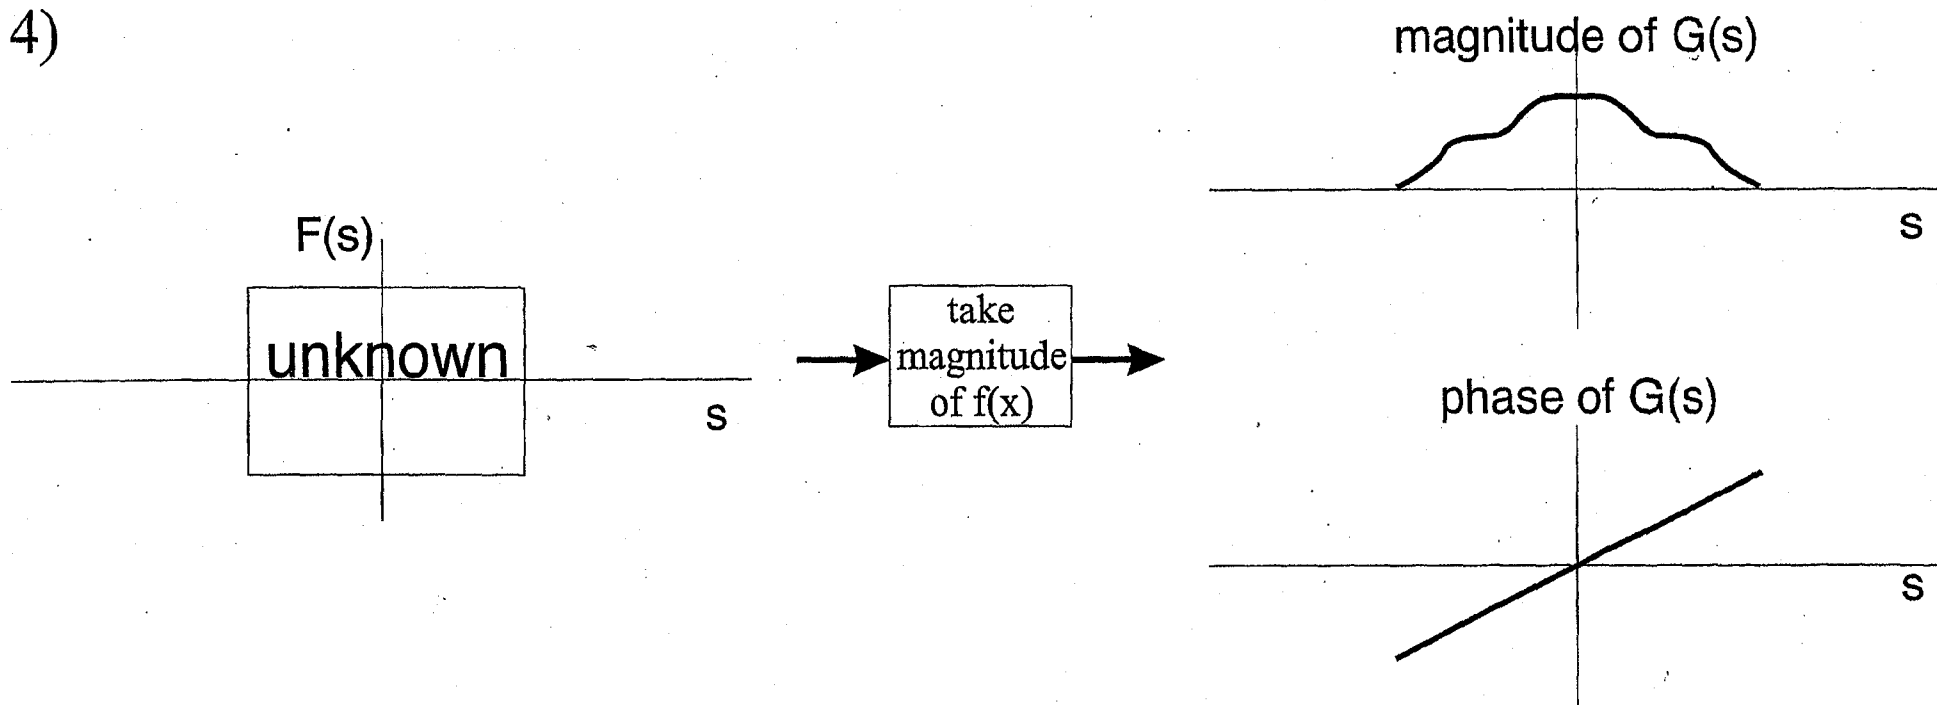 4)
F(s)
unknown
s
take
magnitude
of f(x)
magnitude of G(s)
s
phase of G(s)
s